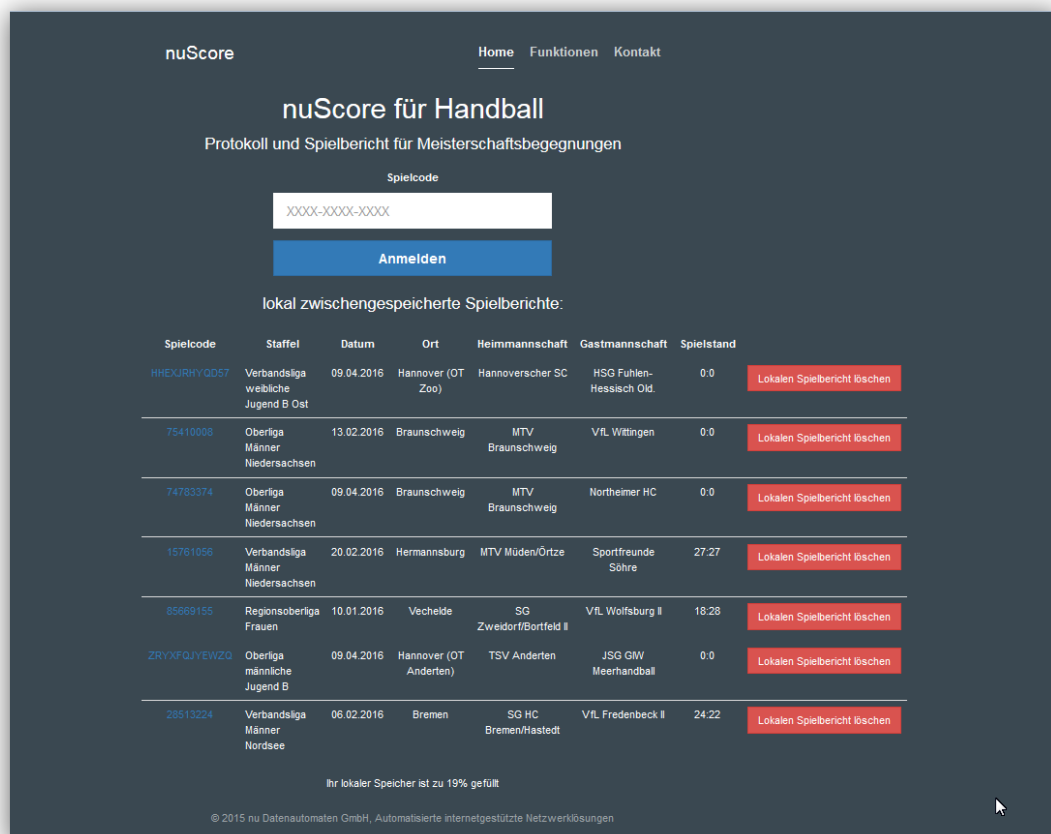 nuScore Home Funktionen Kontakt
nuScore für Handball
Protokoll und Spielbericht für Meisterschaftsbegegnungen
Spielcode
XXXX-XXXX-XXXX
Anmelden
lokal zwischengespeicherte Spielberichte:
Spielcode Staffel Datum Ort Heimmannschaft Gastmannschaft Spielstand
HHEXJRHYQD57 Verbandsliga 09.04.2016 Hannover (OT Hannoverscher SC HSG Fuhlen- 0:0 Lokalen Spielbericht löschen
weibliche Zoo) Hessisch Old.
Jugend B Ost
75410008 Oberliga 13.02.2016 Braunschweig MTV VfL Wittingen 0:0 Lokalen Spielbericht löschen
Männer Braunschweig
Niedersachsen
74783374 Oberliga 09.04.2016 Braunschweig MTV Northeimer HC 0:0 Lokalen Spielbericht löschen
Männer Braunschweig
Niedersachsen
15761056 Verbandsliga 20.02.2016 Hermannsburg MTV Müden/Örtze Sportfreunde 27:27 Lokalen Spielbericht löschen
Männer Söhre
Niedersachsen
85669155 Regionsoberliga 10.01.2016 Vechelde SG VfL Wolfsburg II 18:28 Lokalen Spielbericht löschen
Frauen Zweidorf/Bortfeld II
ZRYXFQJYEWZQ Oberliga 09.04.2016 Hannover (OT TSV Anderten JSG GIW 0:0 Lokalen Spielbericht löschen
männliche Anderten) Meerhandball
Jugend B
28513224 Verbandsliga 06.02.2016 Bremen SG HC VfL Fredenbeck II 24:22 Lokalen Spielbericht löschen
Männer Bremen/Hastedt
Nordsee
Ihr lokaler Speicher ist zu 19% gefüllt
© 2015 nu Datenautomaten GmbH, Automatisierte internetgestützte Netzwerklösungen